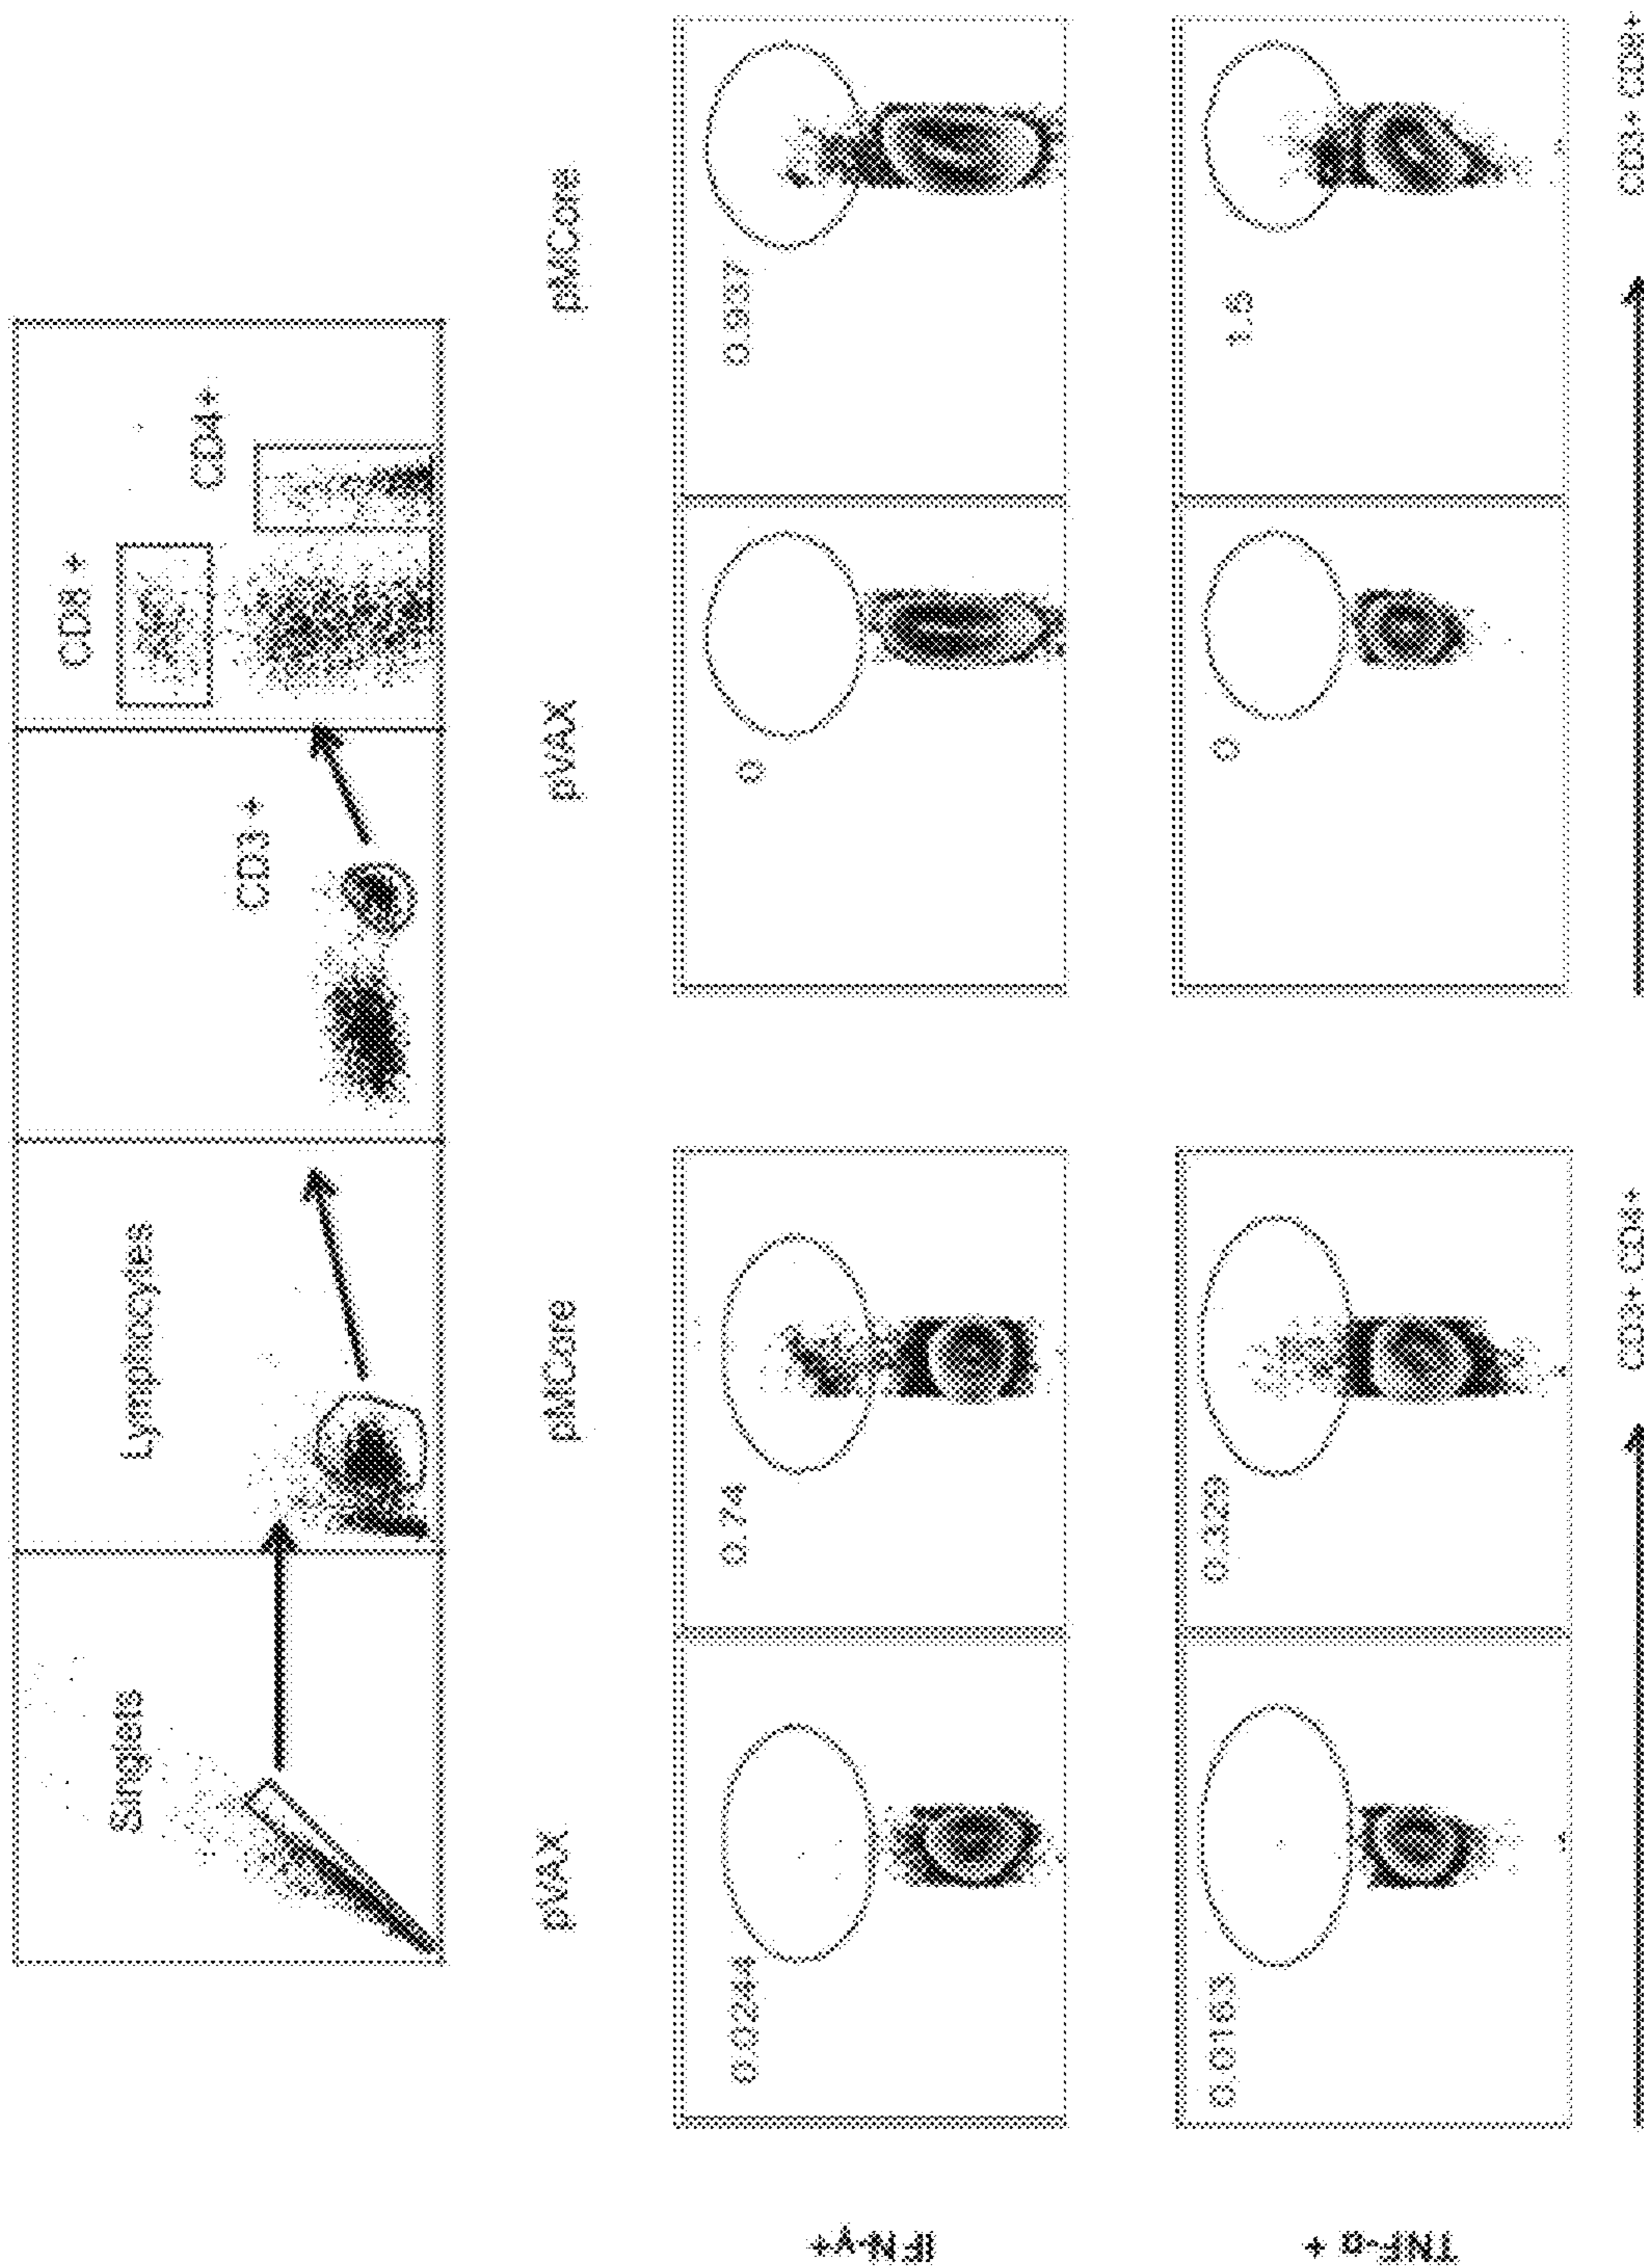 Singlets
Lymphocytes
CD3 +
CD8 +
CD4 +
pVAX
pMCore
pVAX
pMCore
IFN-γ+
0.0244
0.74
0
0.937
TNF-α +
0.0163
0.329
0
1.5
CD3+ CD4+
CD3+ CD8+